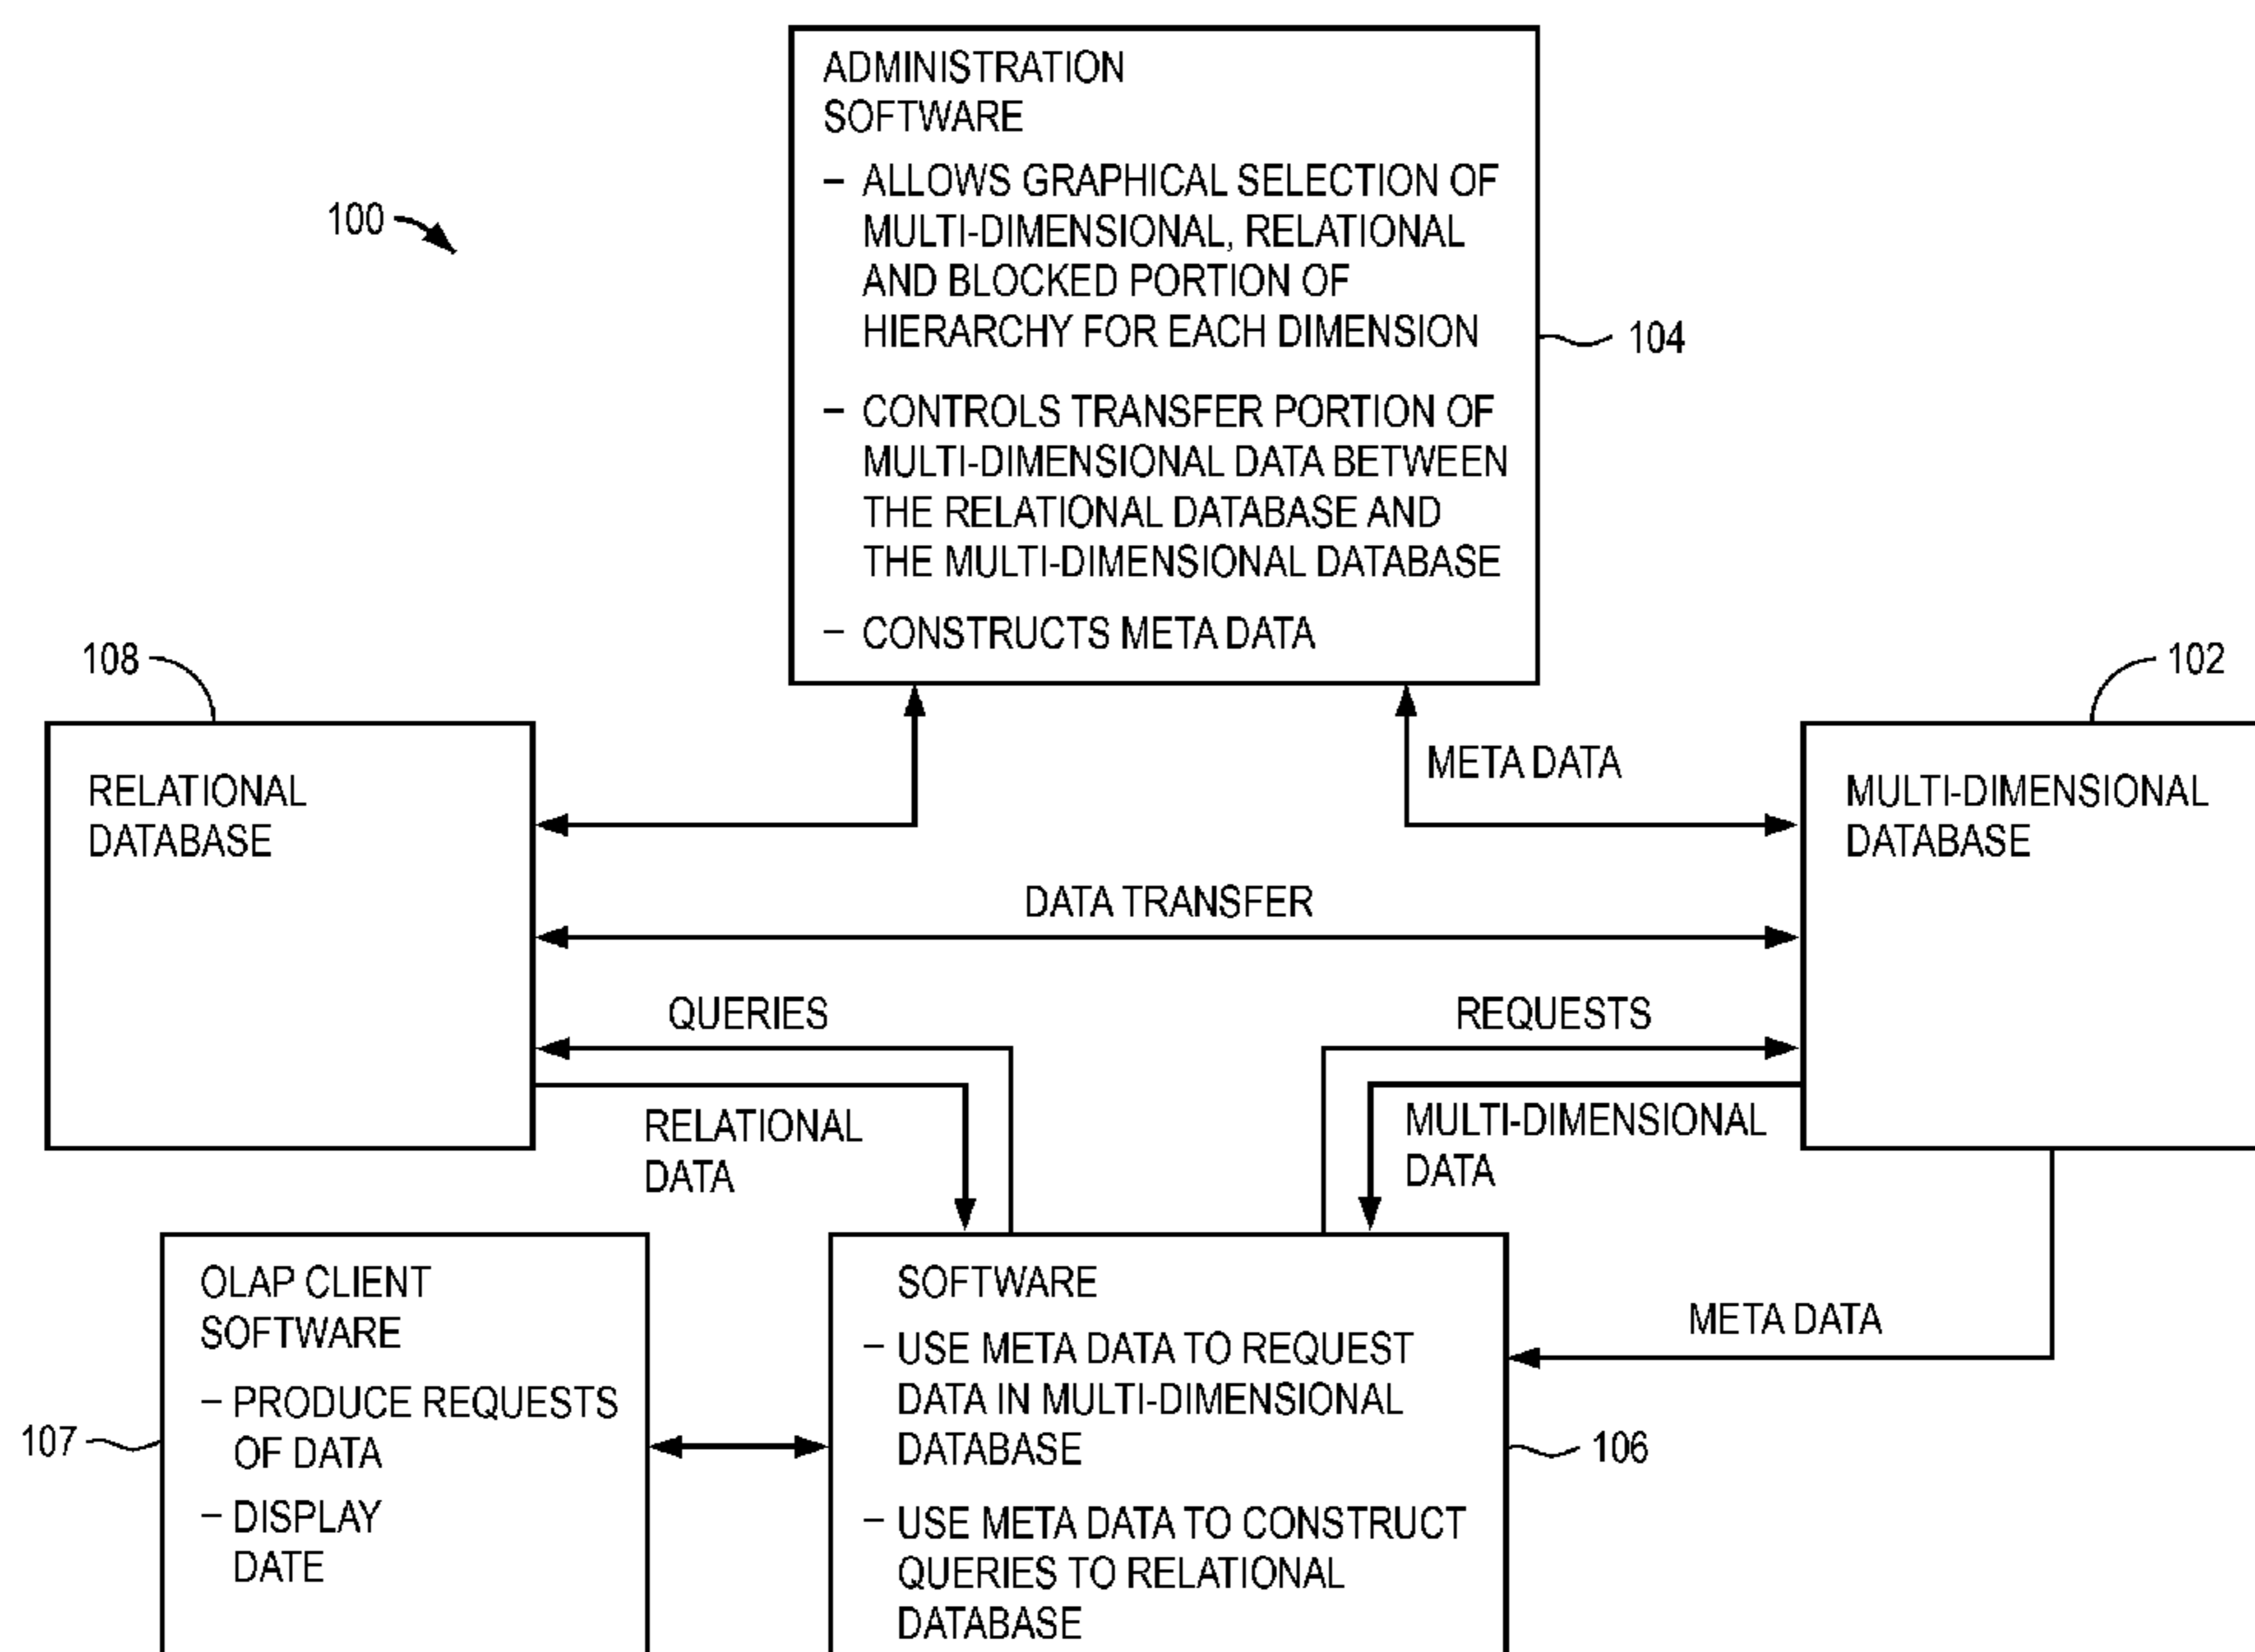 ADMINISTRATION
SOFTWARE
– ALLOWS GRAPHICAL SELECTION OF
MULTI-DIMENSIONAL, RELATIONAL
AND BLOCKED PORTION OF
HIERARCHY FOR EACH DIMENSION
– CONTROLS TRANSFER PORTION OF
MULTI-DIMENSIONAL DATA BETWEEN
THE RELATIONAL DATABASE AND
THE MULTI-DIMENSIONAL DATABASE
– CONSTRUCTS META DATA
100
104
108
102
RELATIONAL
DATABASE
META DATA
MULTI-DIMENSIONAL
DATABASE
DATA TRANSFER
QUERIES
REQUESTS
RELATIONAL
DATA
MULTI-DIMENSIONAL
DATA
META DATA
OLAP CLIENT
SOFTWARE
– PRODUCE REQUESTS
OF DATA
– DISPLAY
DATE
107
SOFTWARE
– USE META DATA TO REQUEST
DATA IN MULTI-DIMENSIONAL
DATABASE
– USE META DATA TO CONSTRUCT
QUERIES TO RELATIONAL
DATABASE
106